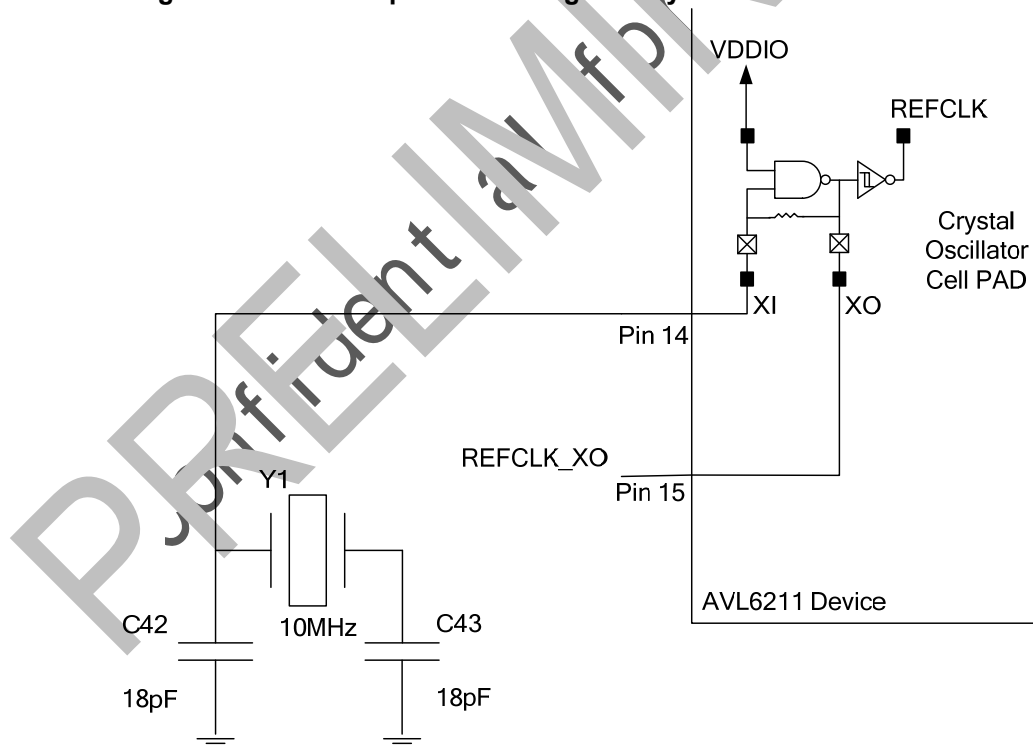 VDDIO
REFCLK
Crystal
Oscillator
Cell PAD
XI
XO
Pin 14
REFCLK_XO
Pin 15
Y1
AVL6211 Device
C42
10MHz
C43
18pF
18pF